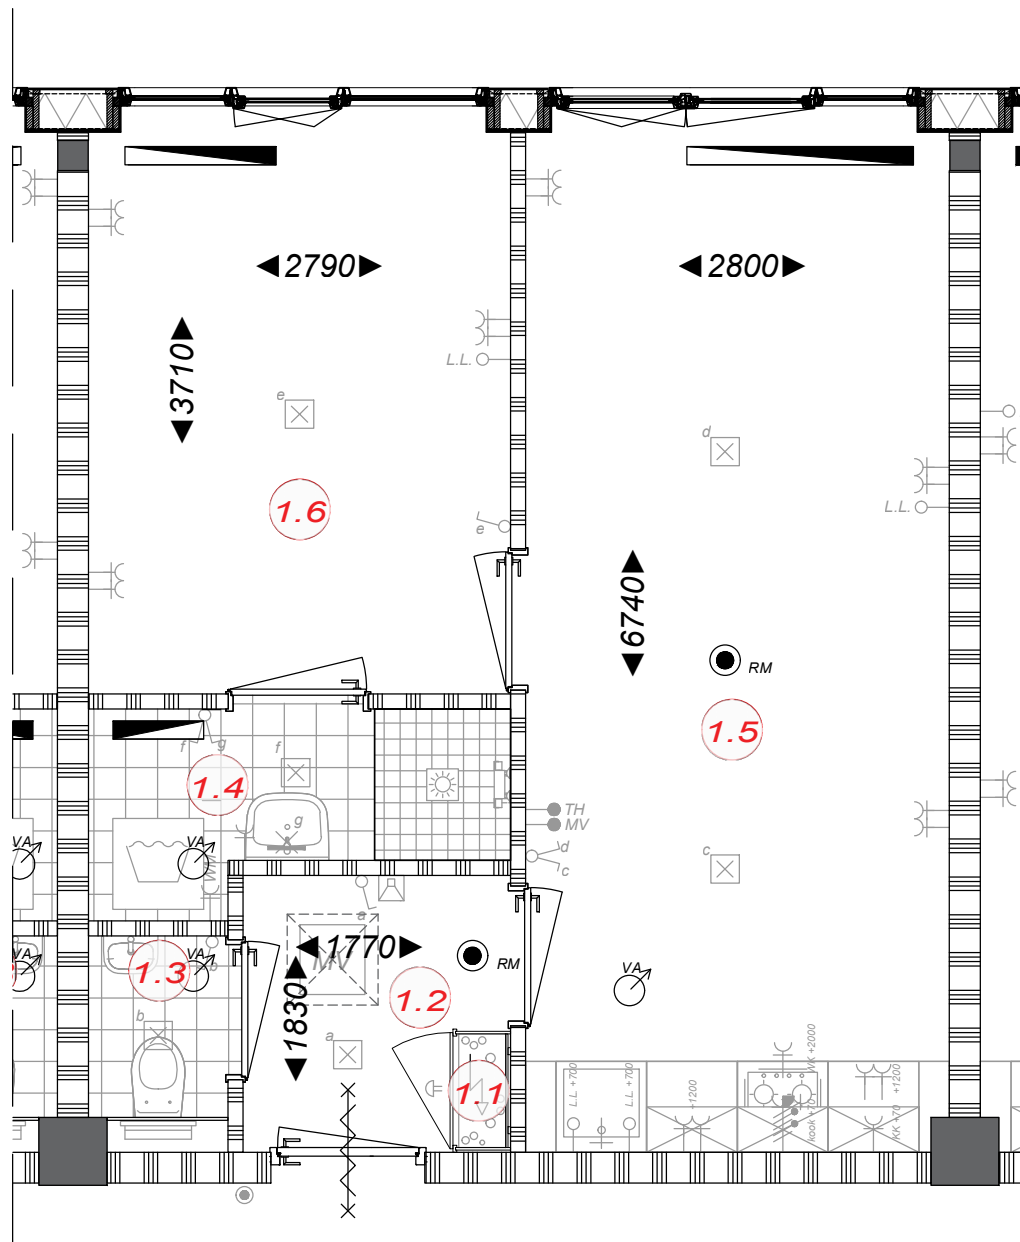 2790
2800
3710
L.L.
e
d
1.6
L.L.
e
6740
RM
1.5
f
g
f
1.4
TH
MV
g
d
c
VA
VA
WM
c
a
1770
MV
RM
VA
VA
b
1.3
VA
1.2
1830
b
a
1.1
LL +700
LL +700
-1200
WK +2000
kook +70
KK +70
+1200